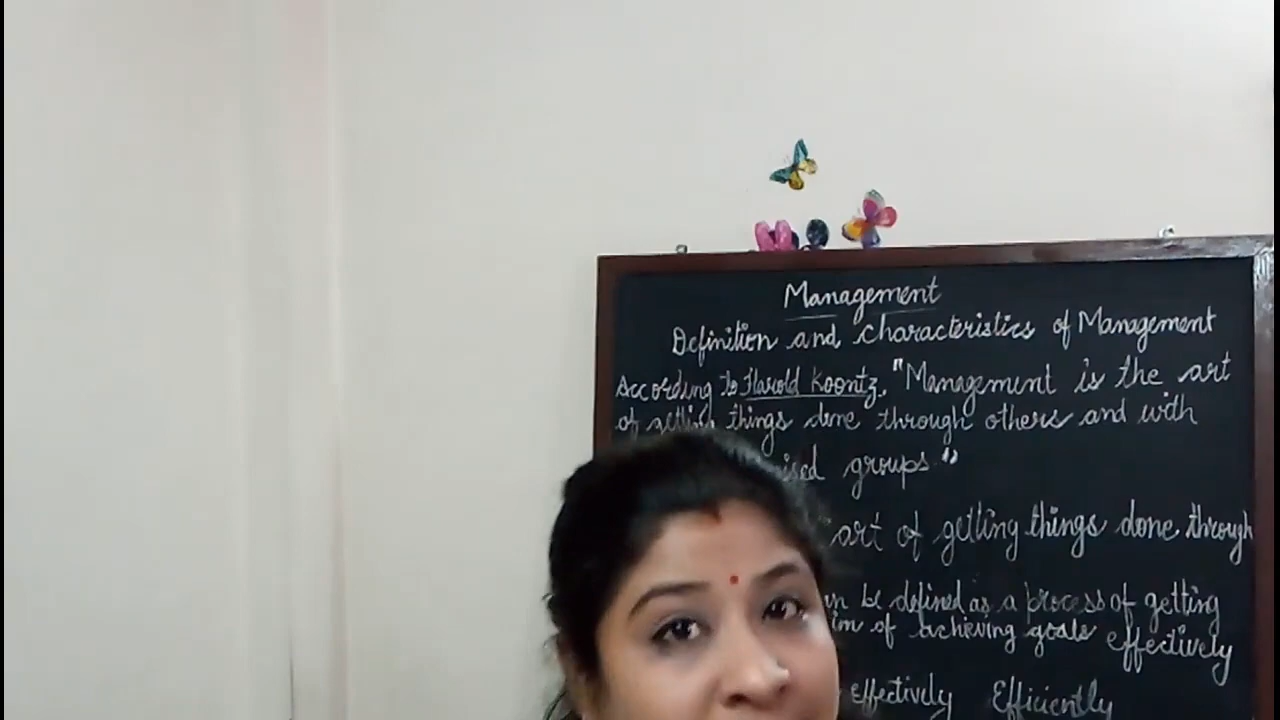 Management
Definition and characteristics of Management
According to Harold Koontz, "Management is the art
of getting things done through others and with
groups."
art of getting things done through
be defined as a process of getting
of achieving goals effectively
effectively Efficiently